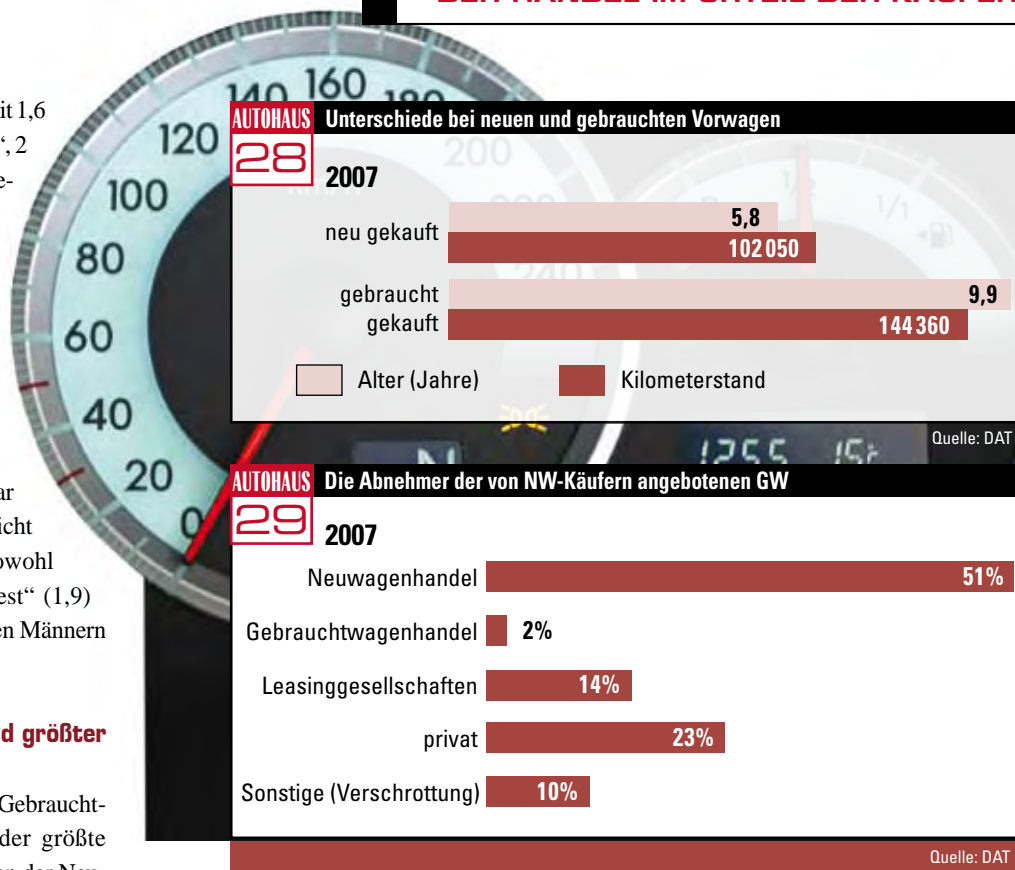 it 1,6
“, 2
e-
ar
icht
owohl
est“ (1,9)
en Männern
d größter
Gebraucht-
der größte
20
40
60
80
100
120
140
160
200
240
0
1/2
1/1
AUTOHAUS
28
Unterschiede bei neuen und gebrauchten Vorwagen
2007
neu gekauft
5,8
102 050
gebraucht
gekauft
9,9
144 360
Alter (Jahre)
Kilometerstand
Quelle: DAT
N
AUTOHAUS
29
Die Abnehmer der von NW-Käufern angebotenen GW
2007
Neuwagenhandel 51%
Gebrauchtwagenhandel 2%
Leasinggesellschaften 14%
privat 23%
Sonstige (Verschrottung) 10%
Quelle: DAT